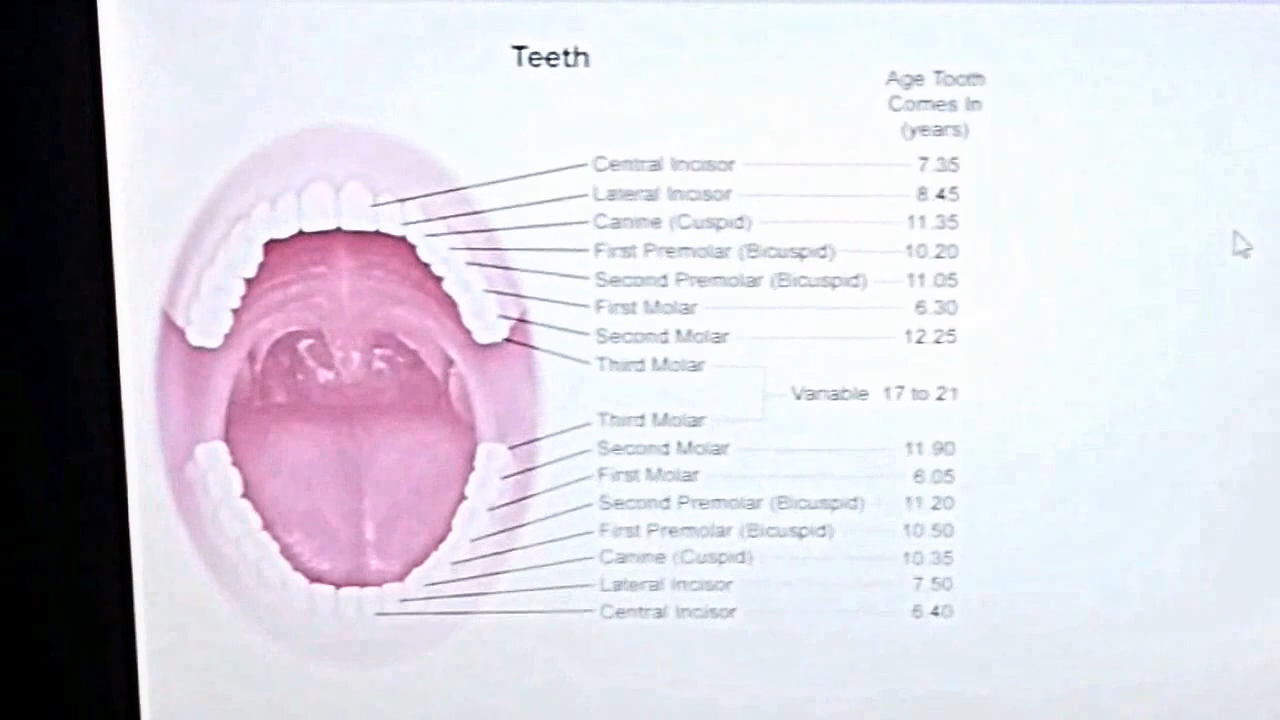 Teeth
Age Tooth
Comes In
(years)
Central Incisor 7.35
Lateral Incisor 8.45
Canine (Cuspid) 11.35
First Premolar (Bicuspid) 10.20
Second Premolar (Bicuspid) 11.05
First Molar 6.30
Second Molar 12.25
Third Molar
Variable 17 to 21
Third Molar
Second Molar 11.90
First Molar 6.05
Second Premolar (Bicuspid) 11.20
First Premolar (Bicuspid) 10.50
Canine (Cuspid) 10.35
Lateral Incisor 7.50
Central Incisor 6.40